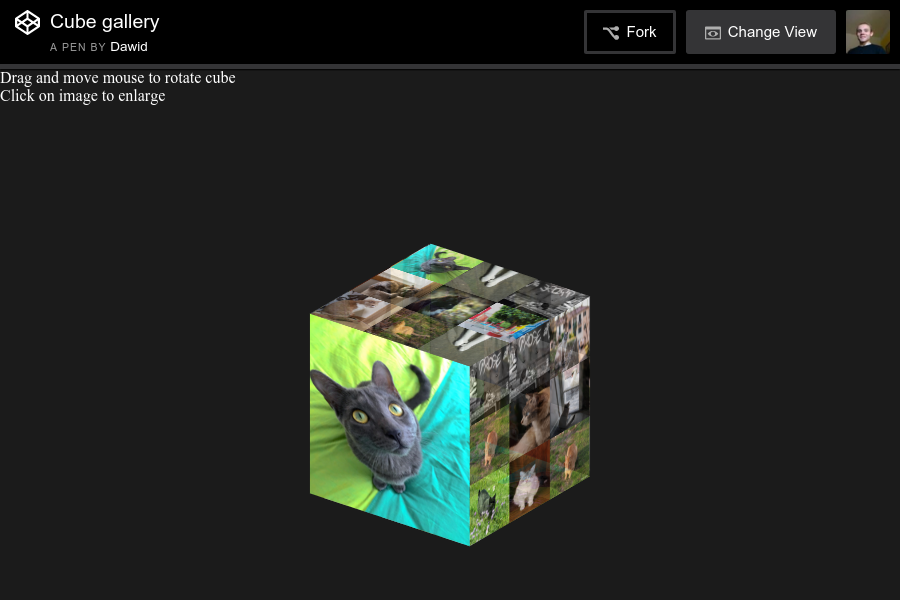 Cube gallery
A PEN BY Dawid
Fork
Change View
Drag and move mouse to rotate cube
Click on image to enlarge